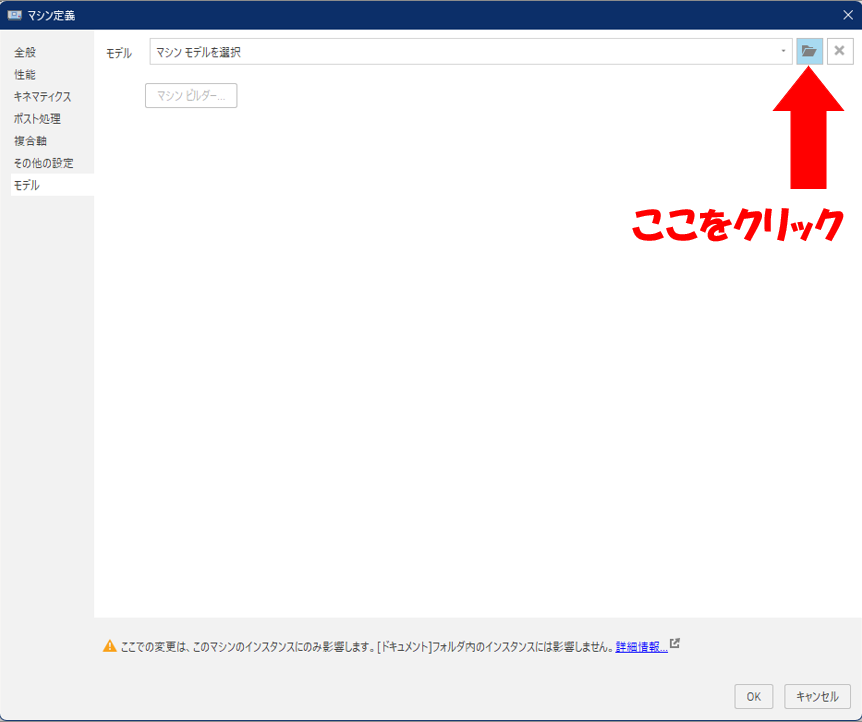 マシン定義
全般
性能
キネマティクス
ポスト処理
複合軸
その他の設定
モデル
モデル マシン モデルを選択
マシン ビルダー...
ここをクリック
ここでの変更は、このマシンのインスタンスにのみ影響します。[ドキュメント]フォルダ内のインスタンスには影響しません。詳細情報...
OK キャンセル